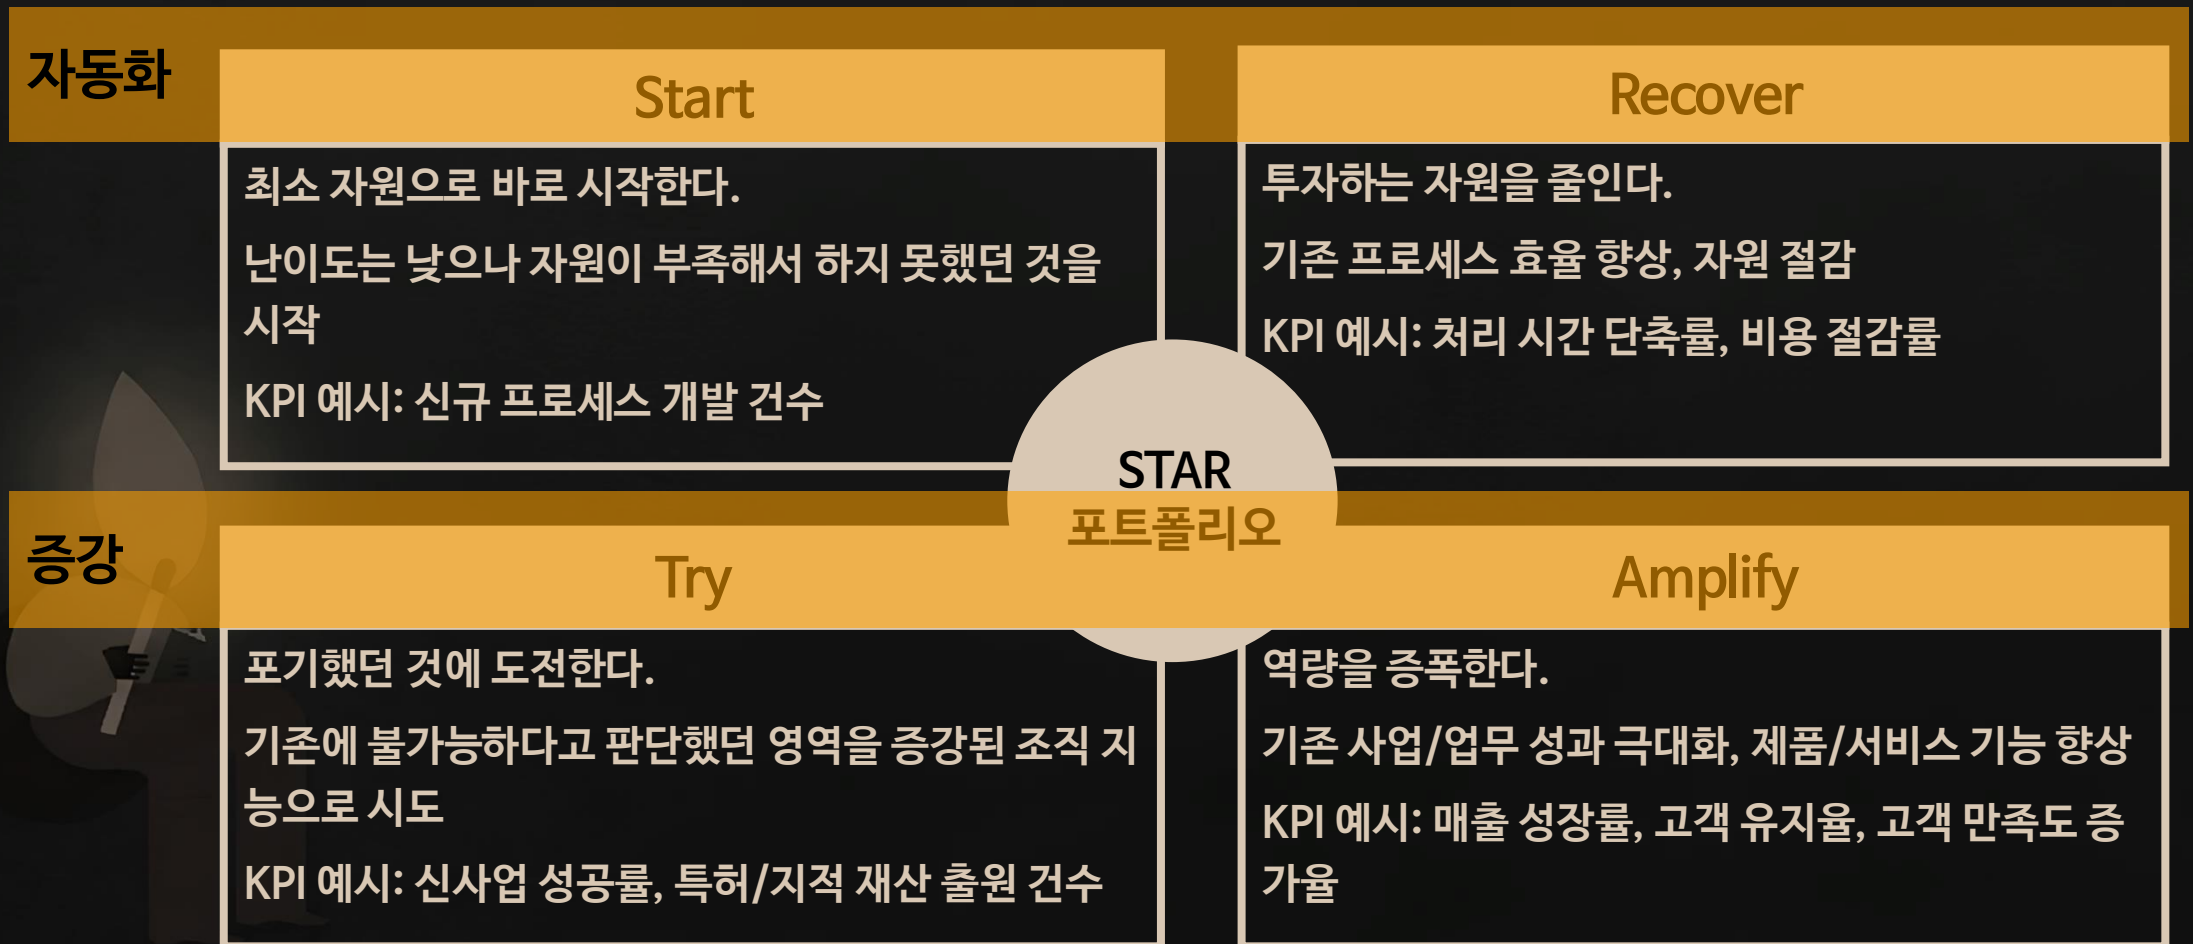 자동화
Start
최소 자원으로 바로 시작한다.
난이도는 낮으나 자원이 부족해서 하지 못했던 것을
시작
KPI 예시: 신규 프로세스 개발 건수
Recover
투자하는 자원을 줄인다.
기존 프로세스 효율 향상, 자원 절감
KPI 예시: 처리 시간 단축률, 비용 절감률
STAR
포트폴리오
증강
Try
포기했던 것에 도전한다.
기존에 불가능하다고 판단했던 영역을 증강된 조직 지
능으로 시도
KPI 예시: 신사업 성공률, 특허/지적 재산 출원 건수
Amplify
역량을 증폭한다.
기존 사업/업무 성과 극대화, 제품/서비스 기능 향상
KPI 예시: 매출 성장률, 고객 유지율, 고객 만족도 증
가율